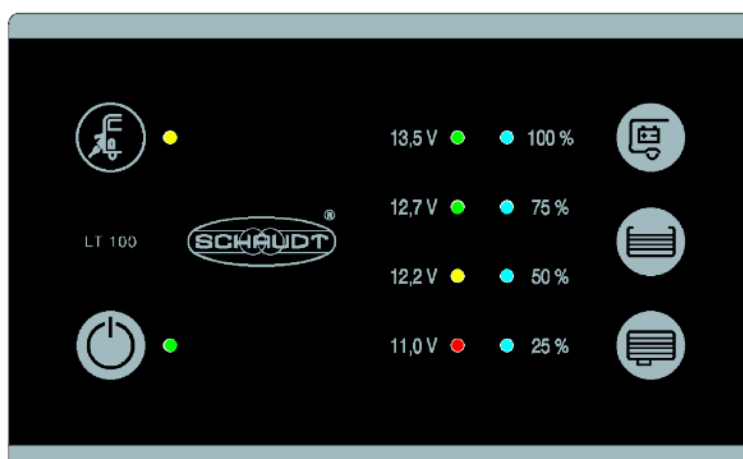 13,5 V 100 %
12,7 V 75 %
LT 100 SCHAUDT ®
12,2 V 50 %
11,0 V 25 %